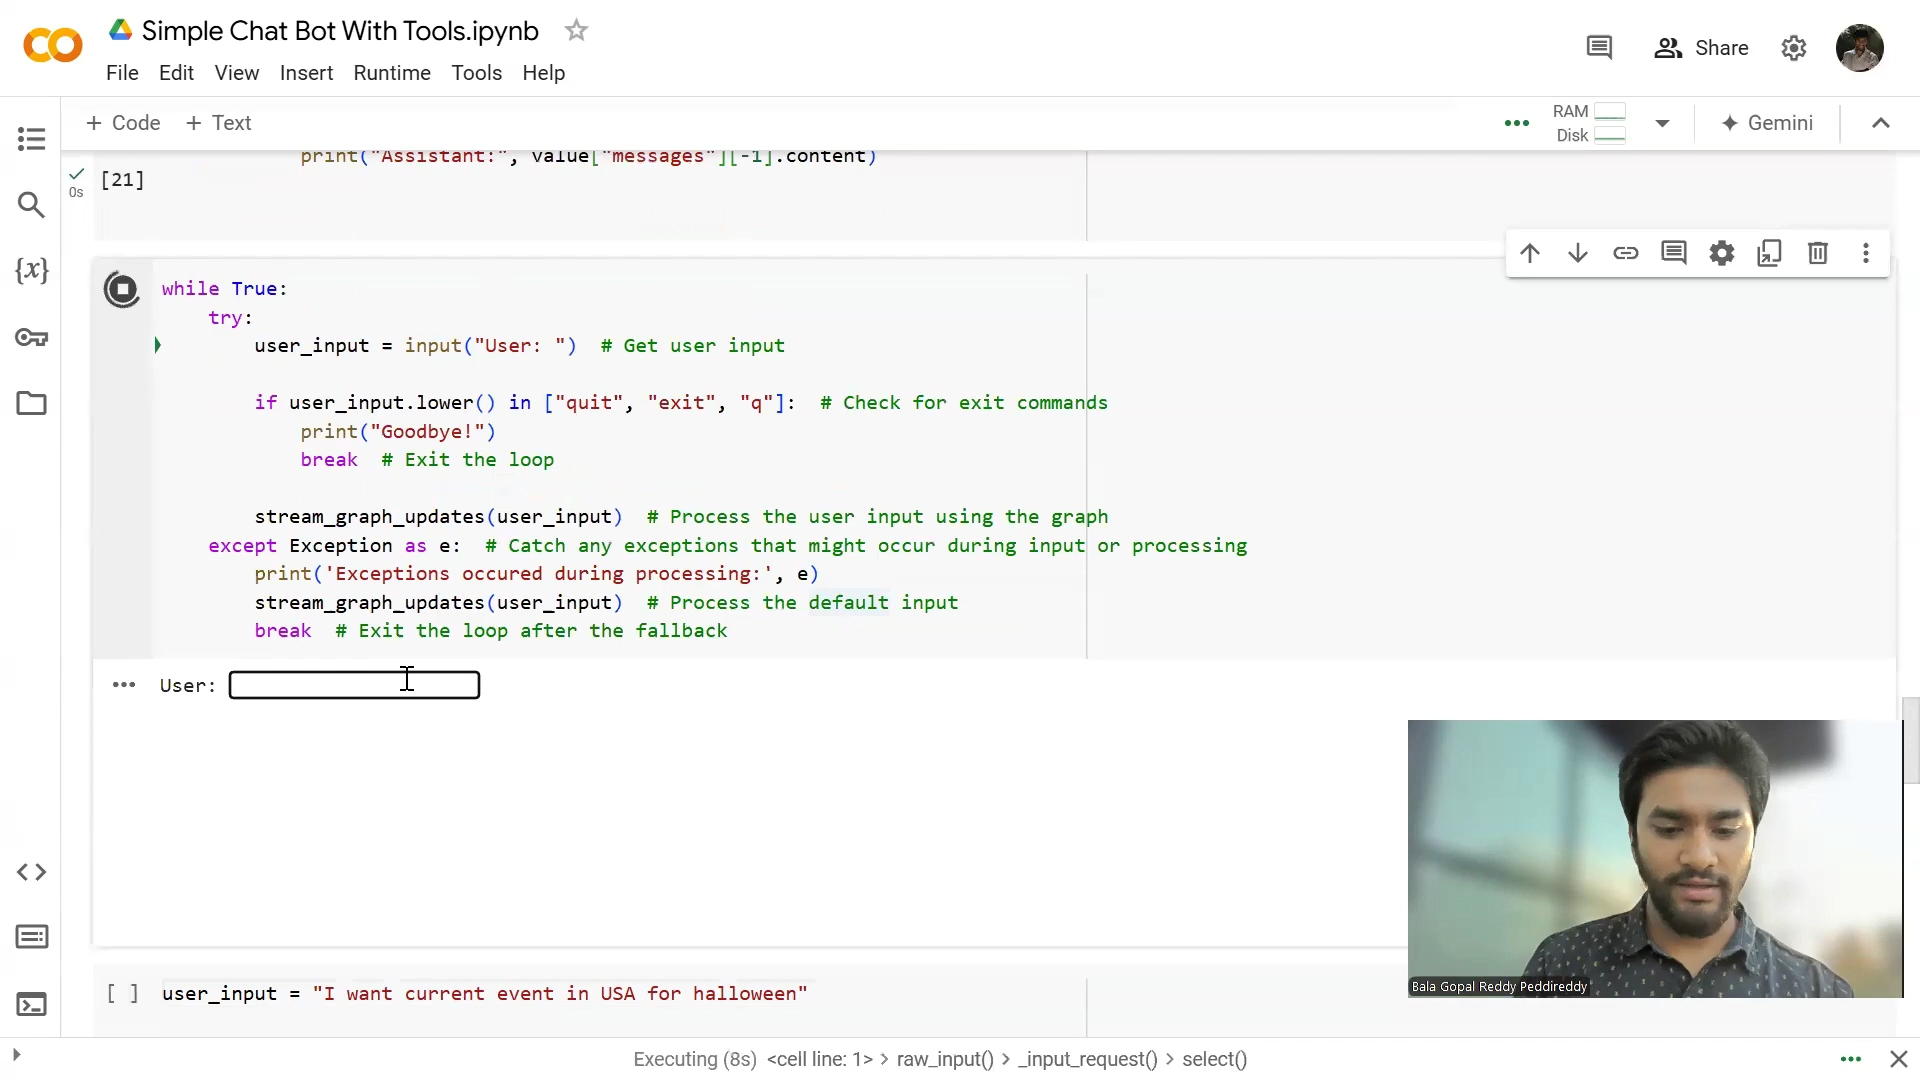 Simple Chat Bot With Tools.ipynb
File Edit View Insert Runtime Tools Help
Share
+ Code + Text
RAM
Disk
Gemini
print("Assistant:", value["messages"][-1].content)
0s
[21]
while True:
try:
user_input = input("User: ") # Get user input
if user_input.lower() in ["quit", "exit", "q"]: # Check for exit commands
print("Goodbye!")
break # Exit the loop
stream_graph_updates(user_input) # Process the user input using the graph
except Exception as e: # Catch any exceptions that might occur during input or processing
print('Exceptions occured during processing:', e)
stream_graph_updates(user_input) # Process the default input
break # Exit the loop after the fallback
User:
Bala Gopal Reddy Peddireddy
[ ] user_input = "I want current event in USA for halloween"
Executing (8s) <cell line: 1> > raw_input() > _input_request() > select()